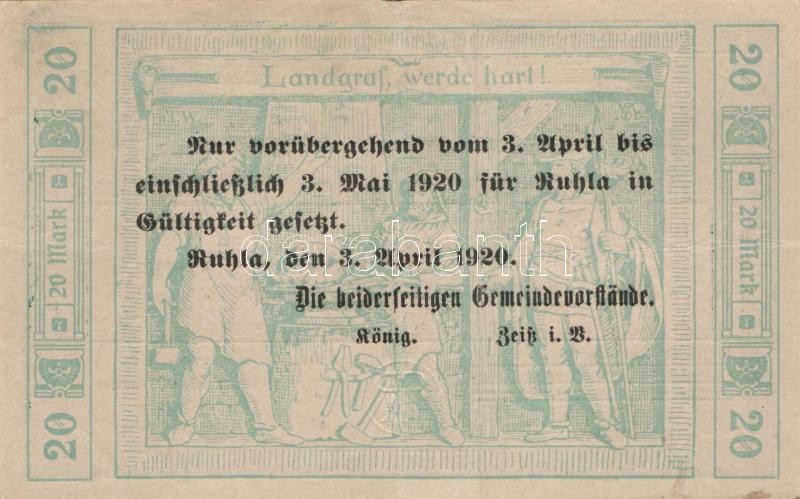 Landgraf, werde hart!
Nur vorübergehend vom 3. April bis
einschließlich 3. Mai 1920 für Ruhla in
Gültigkeit gesetzt.
Ruhla, den 3. April 1920.
Die beiderseitigen Gemeindevorstände.
König. Zeiß i. V.
20
20 Mark
20
20
20 Mark
20
darabanth